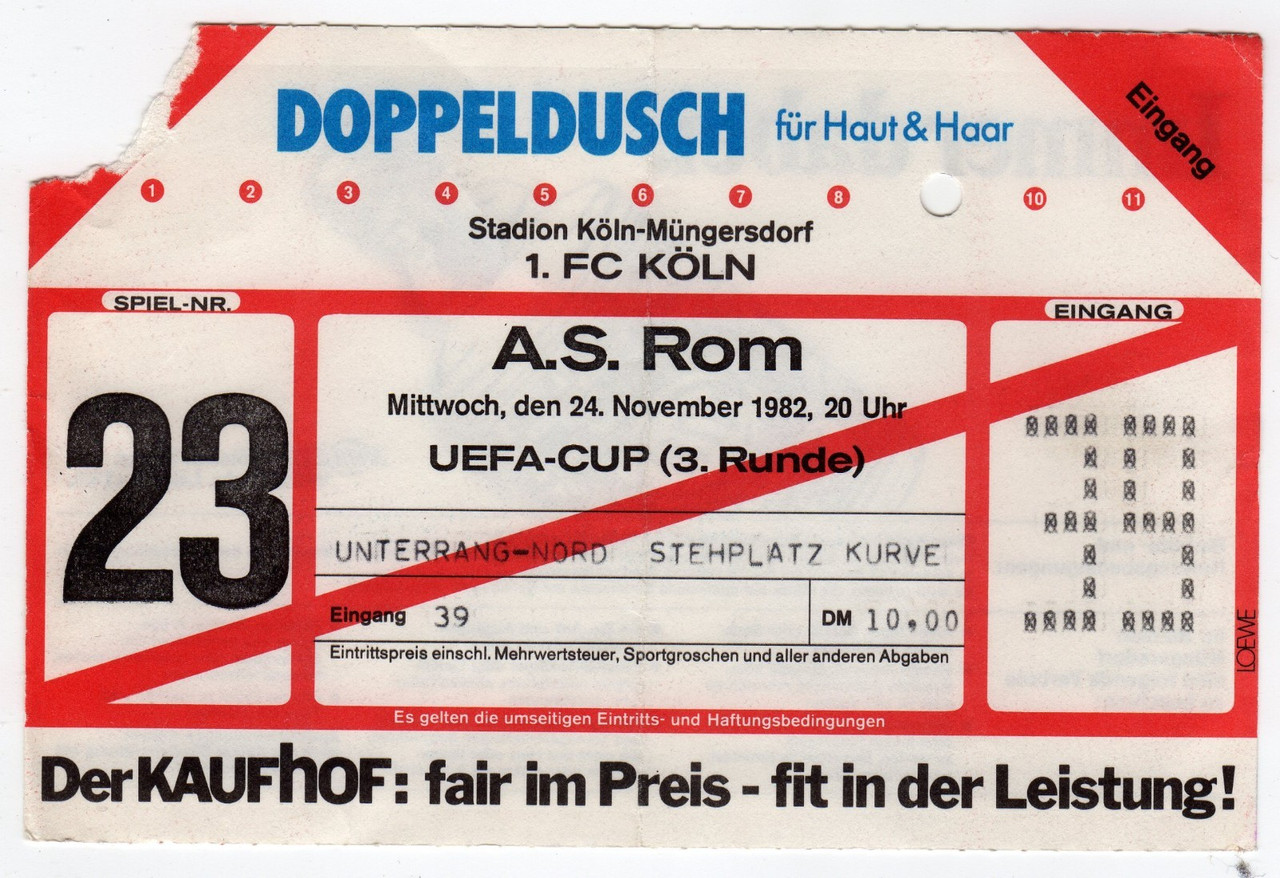 DOPPELDUSCH für Haut & Haar
Eingang
1 2 3 4 5 6 7 8 10 11
Stadion Köln-Müngersdorf
1. FC KÖLN
SPIEL-NR.
EINGANG
23
A.S. Rom
Mittwoch, den 24. November 1982, 20 Uhr
UEFA-CUP (3. Runde)
UNTERRANG-NORD STEHPLATZ KURVE
Eingang 39
DM 10,00
Eintrittspreis einschl. Mehrwertsteuer, Sportgroschen und aller anderen Abgaben
39
LOEWE
Es gelten die umseitigen Eintritts- und Haftungsbedingungen
Der KAUFhOF: fair im Preis - fit in der Leistung!